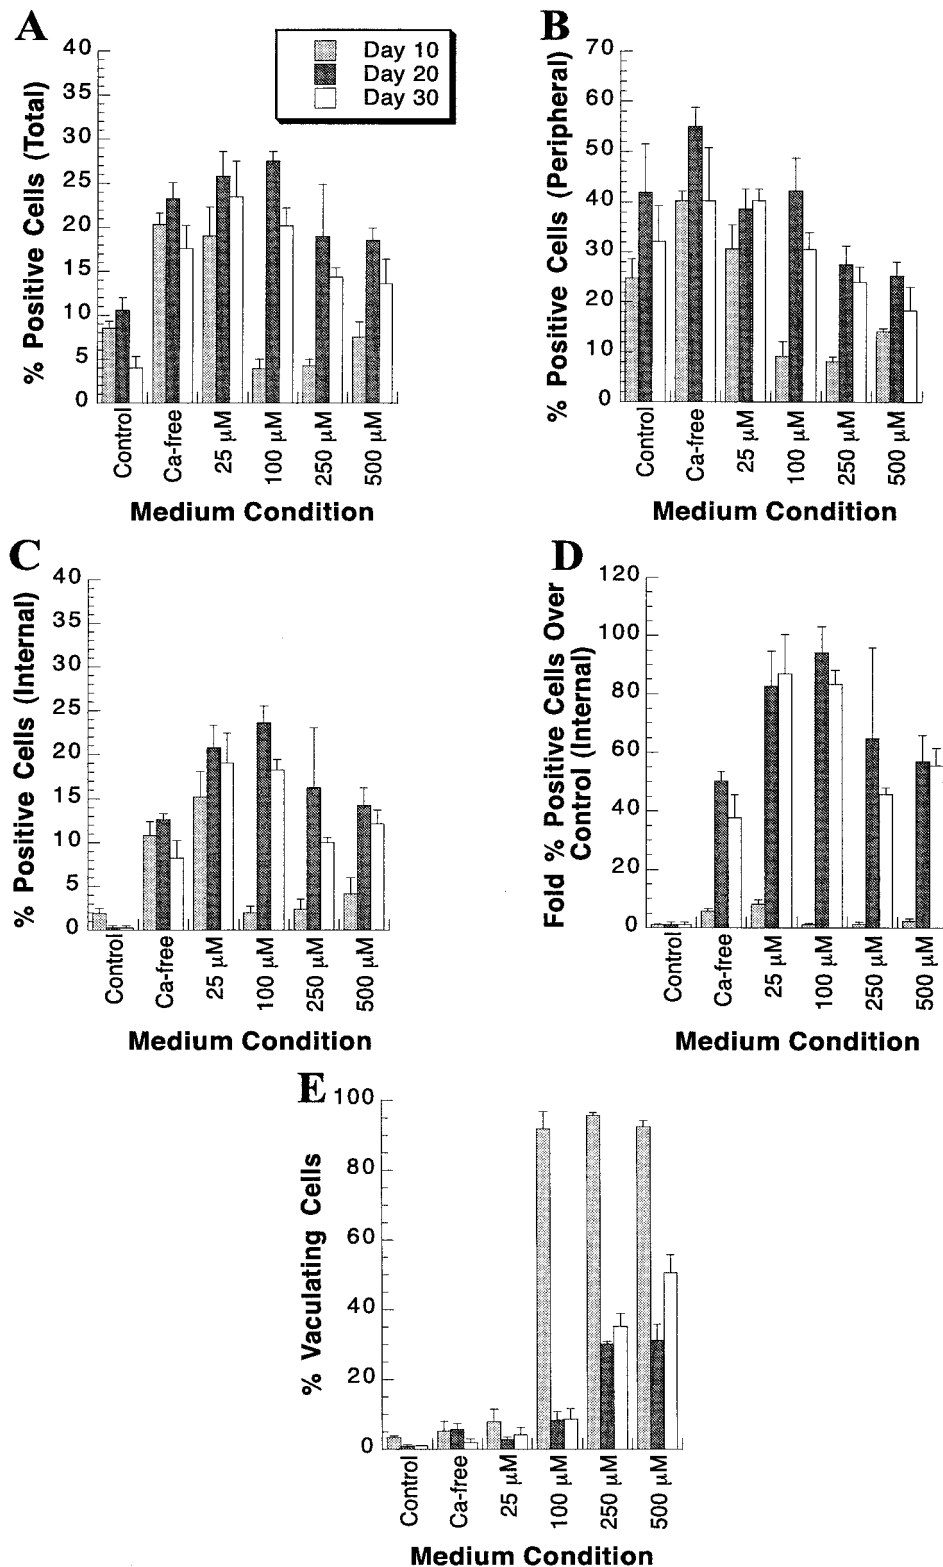 A
% Positive Cells (Total)
40
35
30
25
20
15
10
5
0
Day 10
Day 20
Day 30
Control
Ca-free
25 µM
100 µM
250 µM
500 µM
Medium Condition
B
% Positive Cells (Peripheral)
70
60
50
40
30
20
10
0
Control
Ca-free
25 µM
100 µM
250 µM
500 µM
Medium Condition
C
% Positive Cells (Internal)
40
35
30
25
20
15
10
5
0
Control
Ca-free
25 µM
100 µM
250 µM
500 µM
Medium Condition
D
Fold % Positive Cells Over
Control (Internal)
120
100
80
60
40
20
0
Control
Ca-free
25 µM
100 µM
250 µM
500 µM
Medium Condition
E
% Vaculating Cells
100
80
60
40
20
0
Control
Ca-free
25 µM
100 µM
250 µM
500 µM
Medium Condition